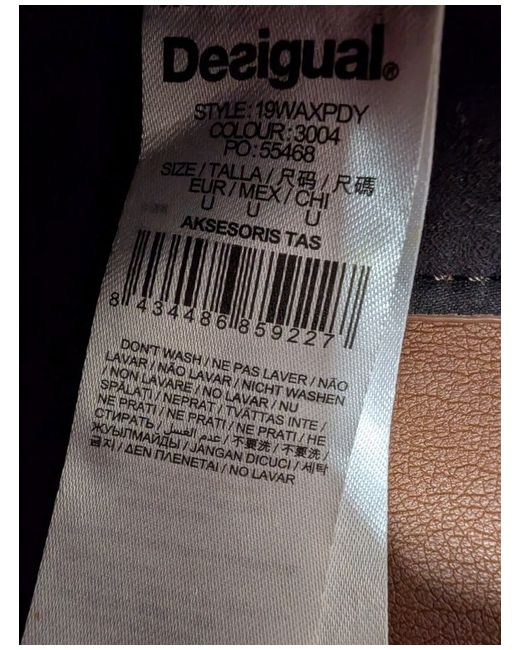 Desigual.®
STYLE: 19WAXPDY
COLOUR: 3004
PO: 55468
SIZE / TALLA / 尺码 / 尺碼
EUR / MEX / CHI
U U U
AKSESORIS TAS
8 434486 859227
DON'T WASH / NE PAS LAVER / NÃO
LAVAR / NÃO LAVAR / NICHT WASHEN
/ NON LAVARE / NO LAVAR / NU
SPĂLAȚI / NEPRAT / TVÄTTAS INTE /
NE PRATI / NE PRATI / NE PRATI / НЕ
СТИРАТЬ / عدم الغسل / 不要洗 / 不要洗 /
ЖУЫЛМАЙДЫ / JANGAN DICUCI / 세탁
금지 / ΔΕΝ ΠΛΕΝΕΤΑΙ / NO LAVAR